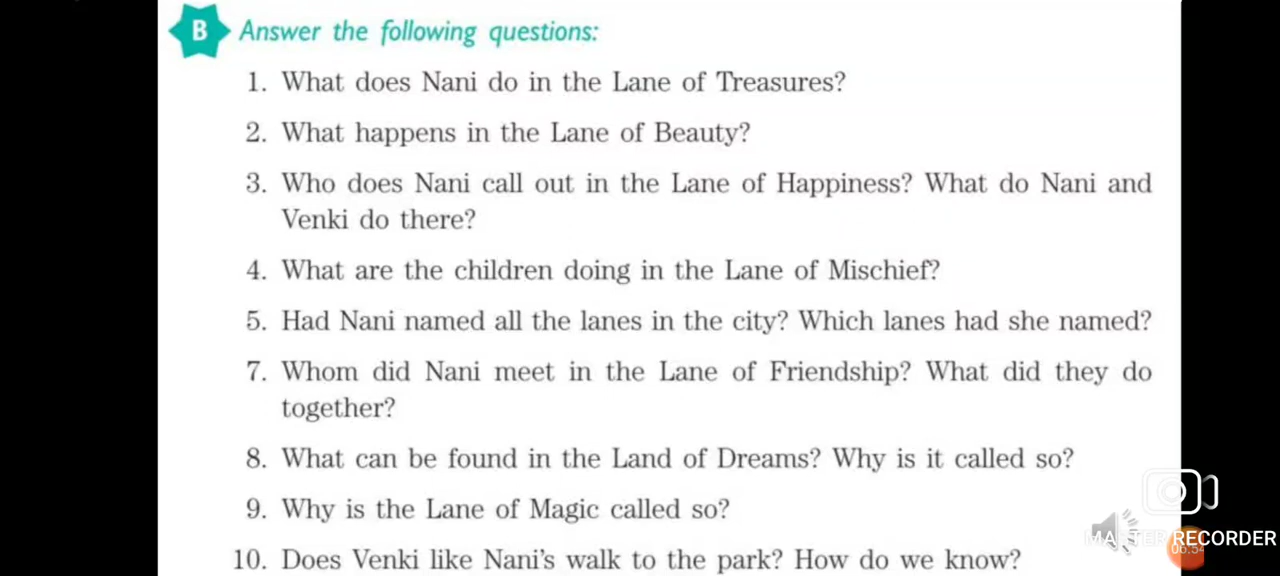 B Answer the following questions:
1. What does Nani do in the Lane of Treasures?
2. What happens in the Lane of Beauty?
3. Who does Nani call out in the Lane of Happiness? What do Nani and
Venki do there?
4. What are the children doing in the Lane of Mischief?
5. Had Nani named all the lanes in the city? Which lanes had she named?
7. Whom did Nani meet in the Lane of Friendship? What did they do
together?
8. What can be found in the Land of Dreams? Why is it called so?
9. Why is the Lane of Magic called so?
MASTER RECORDER
06:54
10. Does Venki like Nani's walk to the park? How do we know?